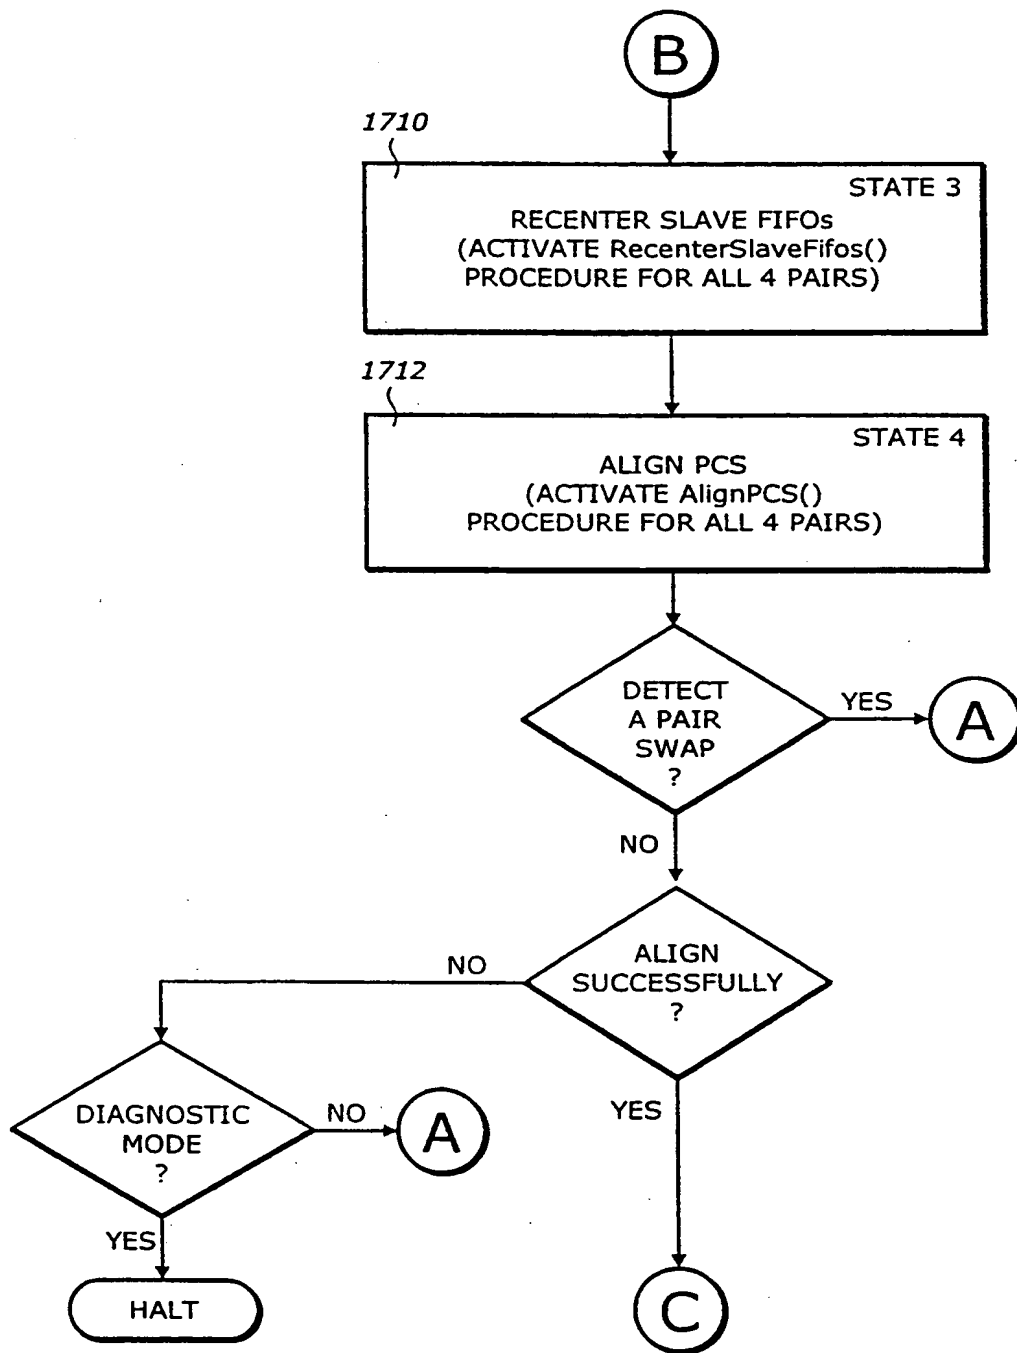 B
1710
STATE 3
RECENTER SLAVE FIFOs
(ACTIVATE RecenterSlaveFifos()
PROCEDURE FOR ALL 4 PAIRS)
1712
STATE 4
ALIGN PCS
(ACTIVATE AlignPCS()
PROCEDURE FOR ALL 4 PAIRS)
DETECT
A PAIR
SWAP
?
YES
A
NO
ALIGN
SUCCESSFULLY
?
NO
DIAGNOSTIC
MODE
?
NO
A
YES
YES
HALT
C